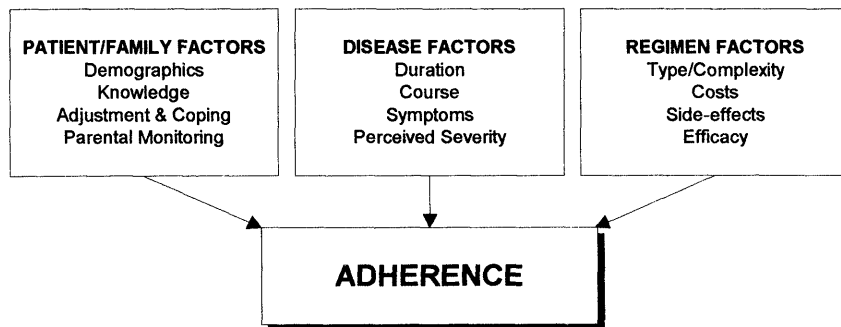 PATIENT/FAMILY FACTORS
Demographics
Knowledge
Adjustment & Coping
Parental Monitoring
DISEASE FACTORS
Duration
Course
Symptoms
Perceived Severity
REGIMEN FACTORS
Type/Complexity
Costs
Side-effects
Efficacy
ADHERENCE